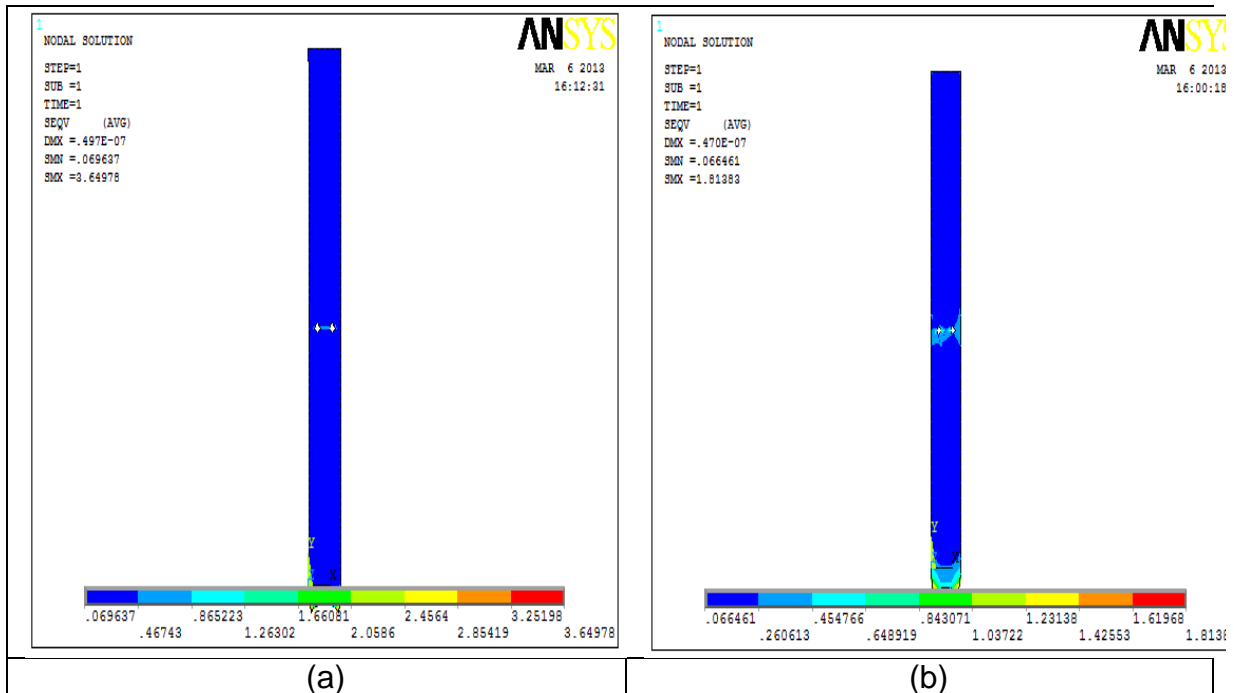 1
NODAL SOLUTION
STEP=1
SUB =1
TIME=1
SEQV (AVG)
DMX =.497E-07
SMN =.069637
SMX =3.64978
ANSYS
MAR 6 2013
16:12:31
Y
X
.069637 .865223 1.66081 2.4564 3.25198
.46743 1.26302 2.0586 2.85419 3.64978
(a)
1
NODAL SOLUTION
STEP=1
SUB =1
TIME=1
SEQV (AVG)
DMX =.470E-07
SMN =.066461
SMX =1.81383
ANSYS
MAR 6 2013
16:00:18
Y
X
.066461 .454766 .843071 1.23138 1.61968
.260613 .648919 1.03722 1.42553 1.8138
(b)